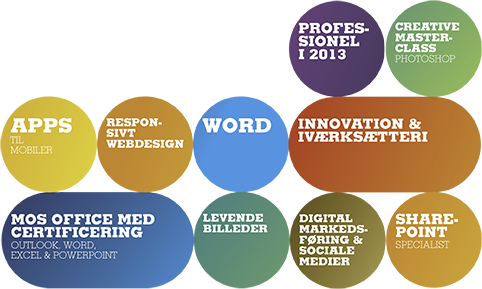 PROFES-
SIONEL
I 2013
CREATIVE
MASTER-
CLASS
PHOTOSHOP
APPS
TIL
MOBILER
RESPON-
SIVT
WEBDESIGN
WORD
INNOVATION &
IVÆRKSÆTTERI
MOS OFFICE MED
CERTIFICERING
OUTLOOK, WORD,
EXCEL & POWERPOINT
LEVENDE
BILLEDER
DIGITAL
MARKEDS-
FØRING &
SOCIALE
MEDIER
SHARE-
POINT
SPECIALIST